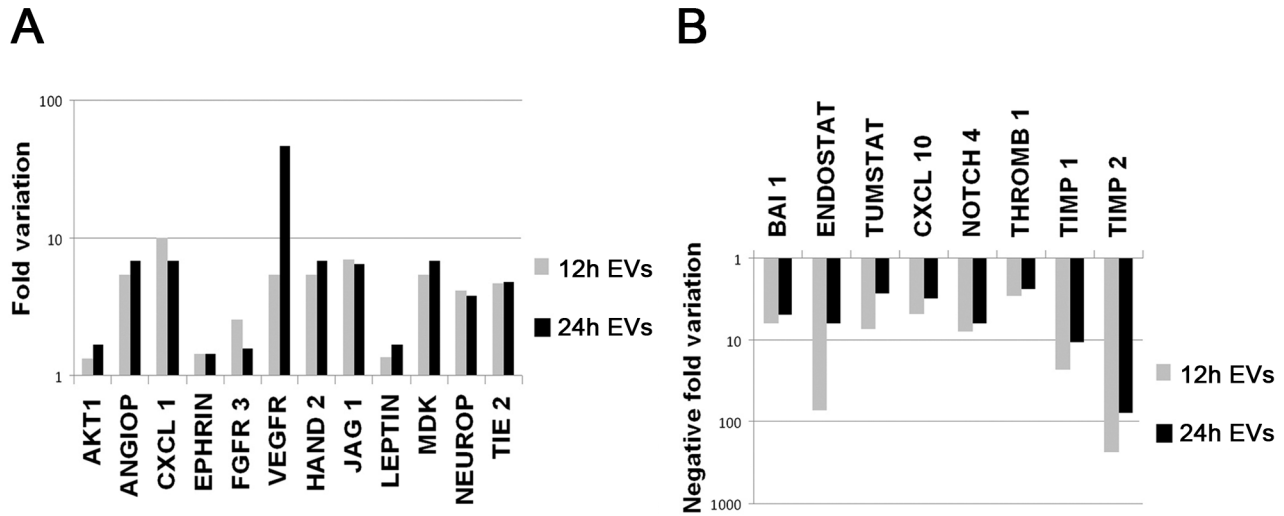 A
Fold variation
100
10
1
AKT1
ANGIOP
CXCL 1
EPHRIN
FGFR 3
VEGFR
HAND 2
JAG 1
LEPTIN
MDK
NEUROP
TIE 2
12h EVs
24h EVs
B
BAI 1
ENDOSTAT
TUMSTAT
CXCL 10
NOTCH 4
THROMB 1
TIMP 1
TIMP 2
Negative fold variation
1
10
100
1000
12h EVs
24h EVs